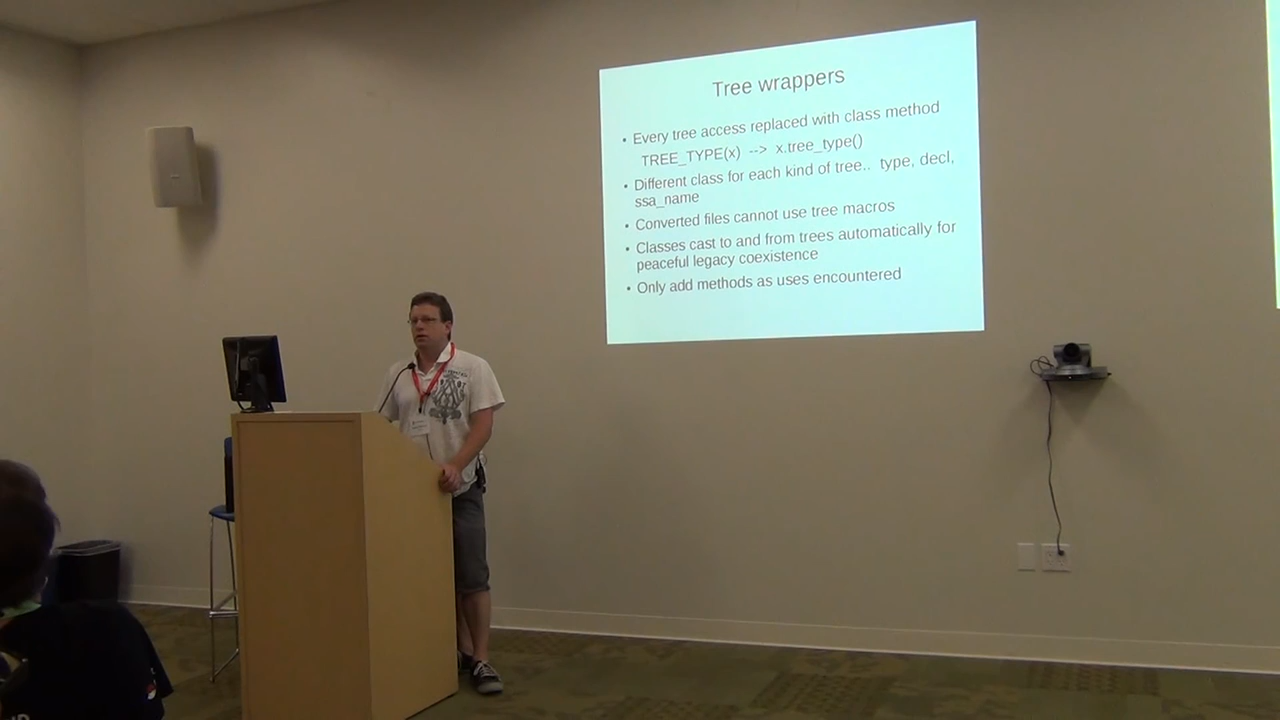 Tree wrappers
• Every tree access replaced with class method
TREE_TYPE(x) --> x.tree_type()
• Different class for each kind of tree.. type, decl,
ssa_name
• Converted files cannot use tree macros
• Classes cast to and from trees automatically for
peaceful legacy coexistence
• Only add methods as uses encountered